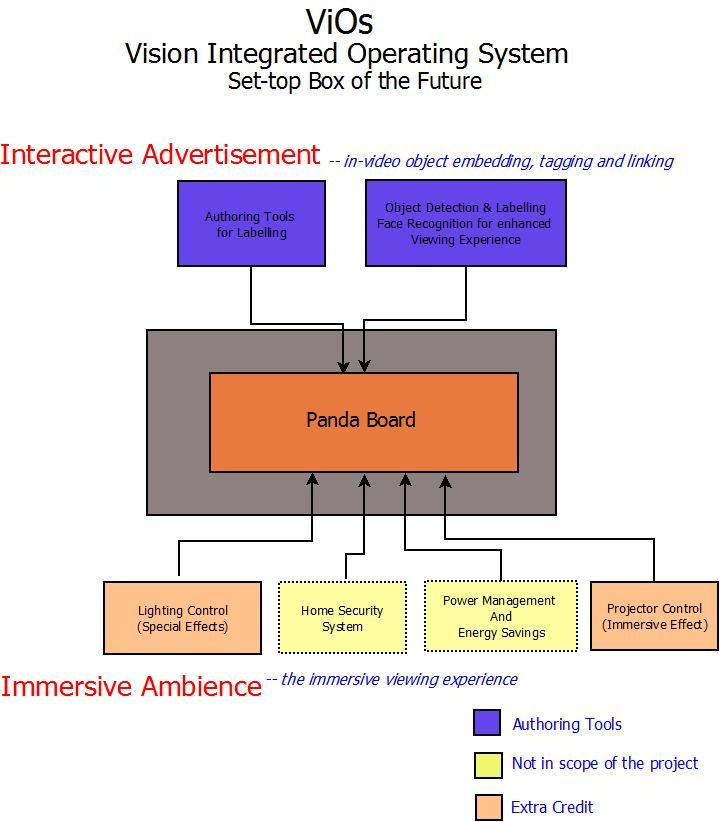 ViOs
Vision Integrated Operating System
Set-top Box of the Future
Interactive Advertisement -- in-video object embedding, tagging and linking
Authoring Tools
for Labelling
Object Detection & Labelling
Face Recognition for enhanced
Viewing Experience
Panda Board
Lighting Control
(Special Effects)
Home Security
System
Power Management
And
Energy Savings
Projector Control
(Immersive Effect)
Immersive Ambience -- the immersive viewing experience
Authoring Tools
Not in scope of the project
Extra Credit